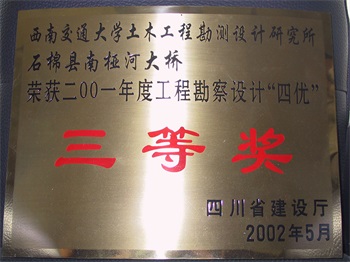 西南交通大学土木工程勘测设计研究所
石棉县南桠河大桥
荣获二00一年度工程勘察设计“四优”
三等奖
四川省建设厅
2002年5月